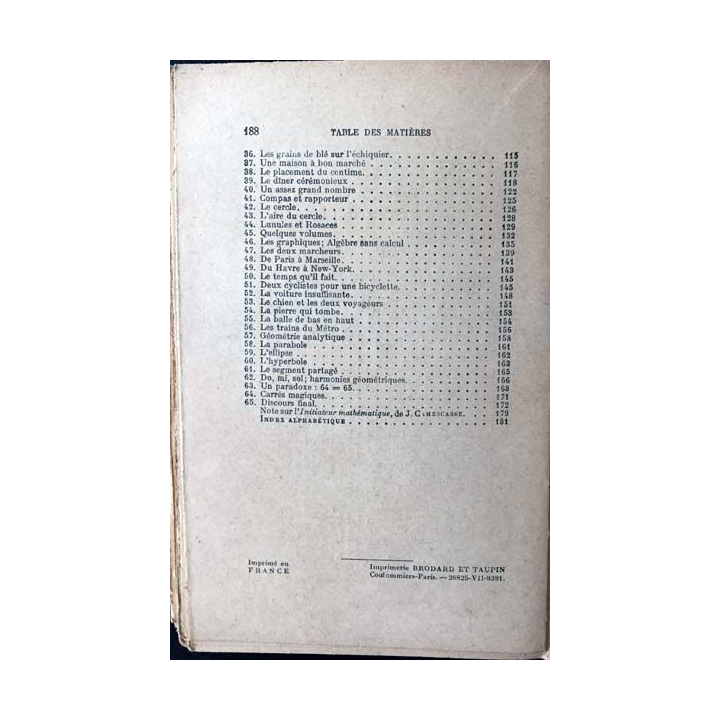 188 TABLE DES MATIÈRES
36. Les grains de blé sur l'échiquier. 115
37. Une maison à bon marché 116
38. Le placement du centime. 117
39. Le dîner cérémonieux 118
40. Un assez grand nombre 122
41. Compas et rapporteur 125
42. Le cercle. 126
43. L'aire du cercle. 128
44. Lunules et Rosaces 129
45. Quelques volumes. 132
46. Les graphiques; Algèbre sans calcul 135
47. Les deux marcheurs. 139
48. De Paris à Marseille. 141
49. Du Havre à New-York. 143
50. Le temps qu'il fait. 145
51. Deux cyclistes pour une bicyclette. 145
52. La voiture insuffisante. 148
53. Le chien et les deux voyageurs 151
54. La pierre qui tombe. 153
55. La balle de bas en haut 154
56. Les trains du Métro 156
57. Géométrie analytique 158
58. La parabole 161
59. L'ellipse 162
60. L'hyperbole 163
61. Le segment partagé 165
62. Do, mi, sol; harmonies géométriques. 166
63. Un paradoxe : 64 = 65. 168
64. Carrés magiques. 171
65. Discours final. 172
Note sur l'Initiateur mathématique, de J. CAMESCASSE. 179
INDEX ALPHABÉTIQUE 181
Imprimé en
FRANCE
Imprimerie BRODARD ET TAUPIN
Coulommiers-Paris. — 26825-VII-9391.